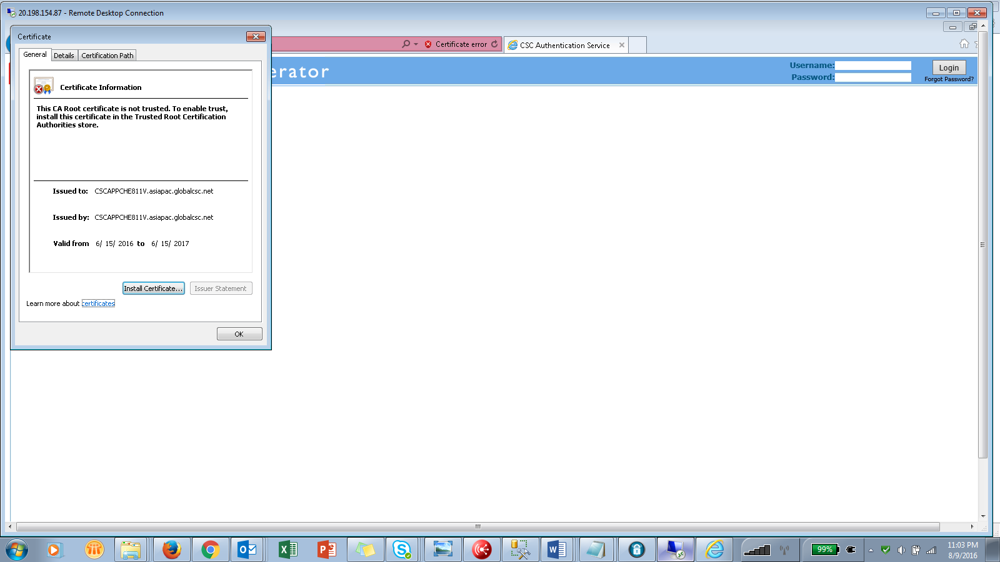 20.198.154.87 - Remote Desktop Connection
Certificate
General
Details
Certification Path
Certificate error
CSC Authentication Service
erator
Username:
Password:
Login
Forgot Password?
Certificate Information
This CA Root certificate is not trusted. To enable trust,
install this certificate in the Trusted Root Certification
Authorities store.
Issued to: CSCAPPCHE811V.asiapac.globalcsc.net
Issued by: CSCAPPCHE811V.asiapac.globalcsc.net
Valid from 6/ 15/ 2016 to 6/ 15/ 2017
Install Certificate...
Issuer Statement
Learn more about certificates
OK
99%
11:03 PM
8/9/2016